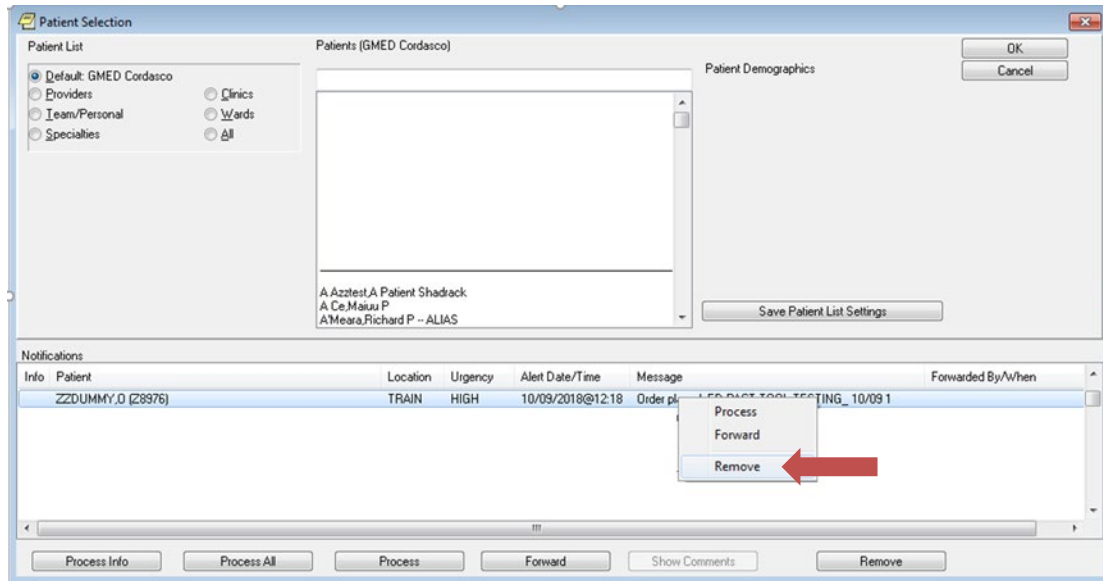 Patient Selection
Patient List
Default: GMED Cordasco
Providers
Clinics
Team/Personal
Wards
Specialties
All
Patients (GMED Cordasco)
A Azztest,A Patient Shadrack
A Ce,Maiuu P
A'Meara,Richard P -- ALIAS
Patient Demographics
OK
Cancel
Save Patient List Settings
Notifications
Info Patient Location Urgency Alert Date/Time Message Forwarded By/When
ZZDUMMY,O (Z8976) TRAIN HIGH 10/09/2018@12:18 Order 10/09 1
Process
Forward
Remove
Process Info Process All Process Forward Show Comments Remove